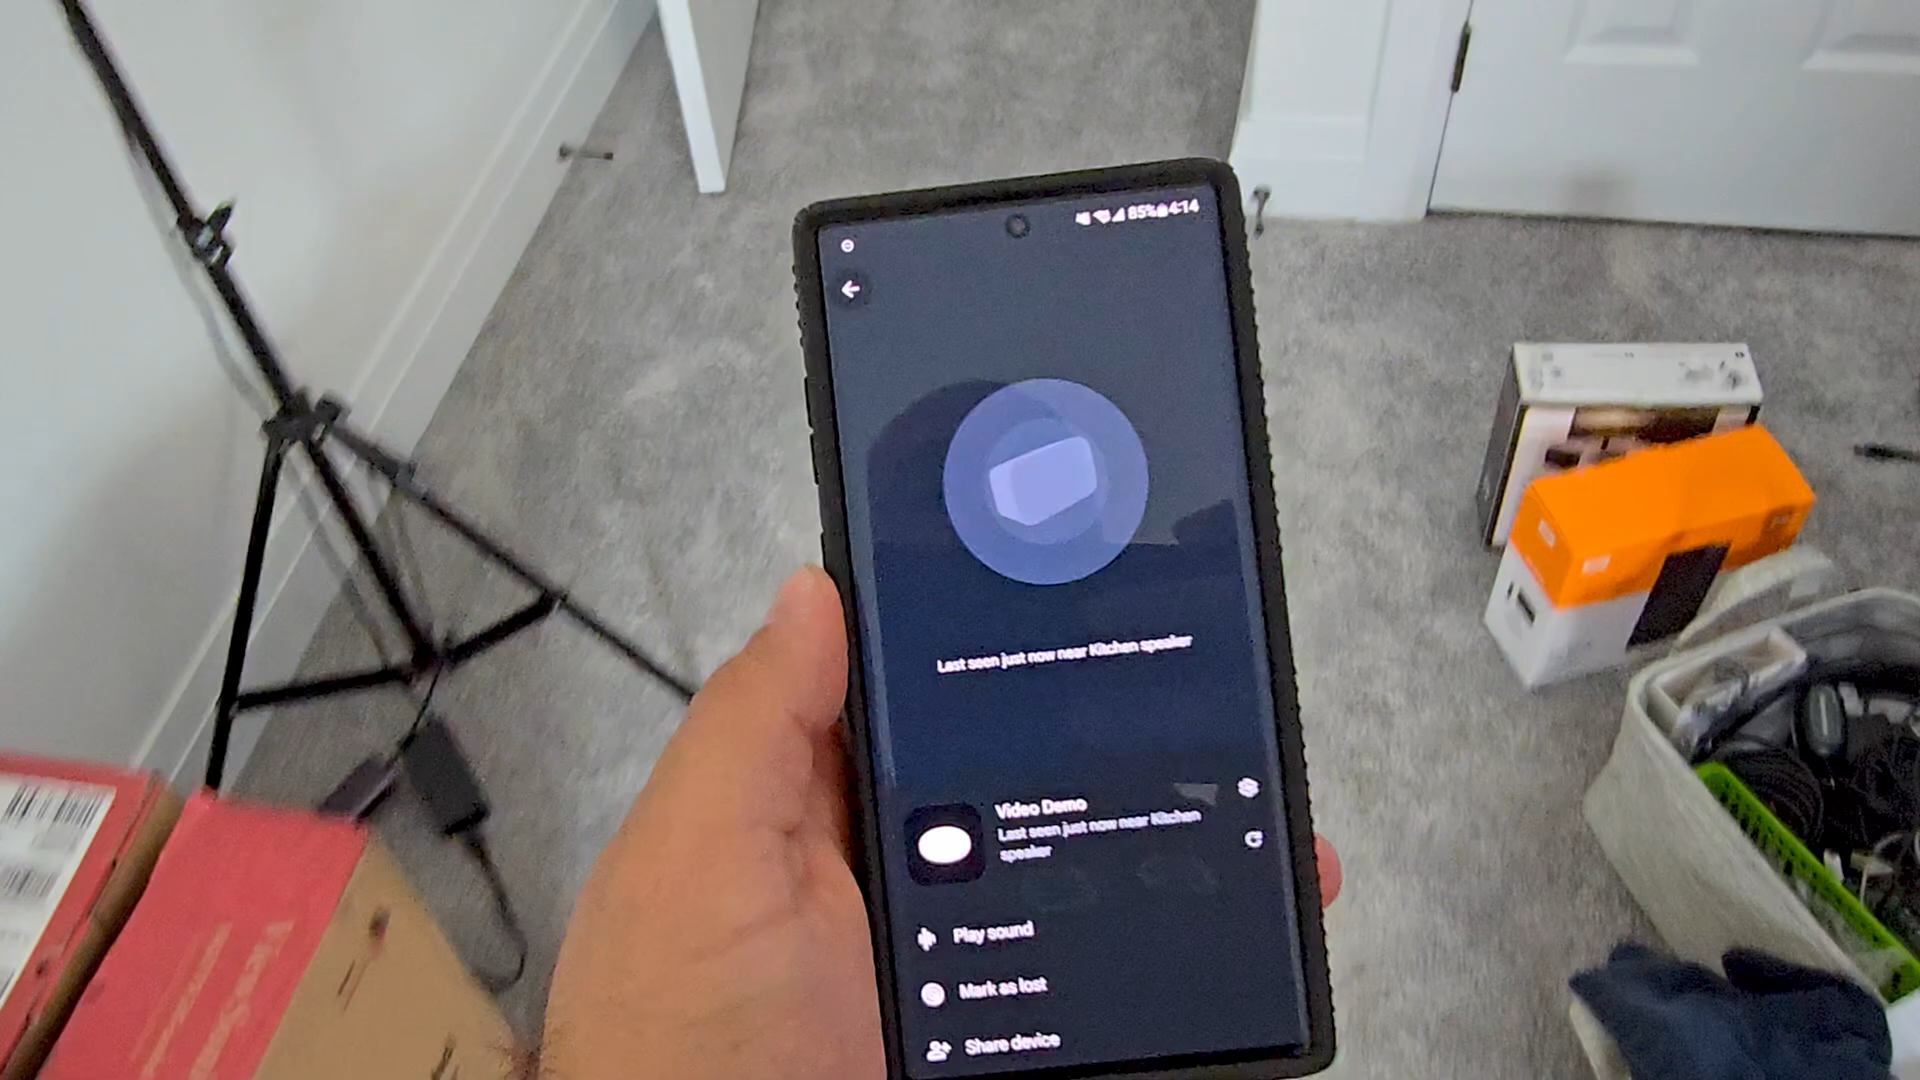 85% 4:14
Last seen just now near Kitchen speaker
Video Demo
Last seen just now near Kitchen
speaker
Play sound
Mark as lost
Share device